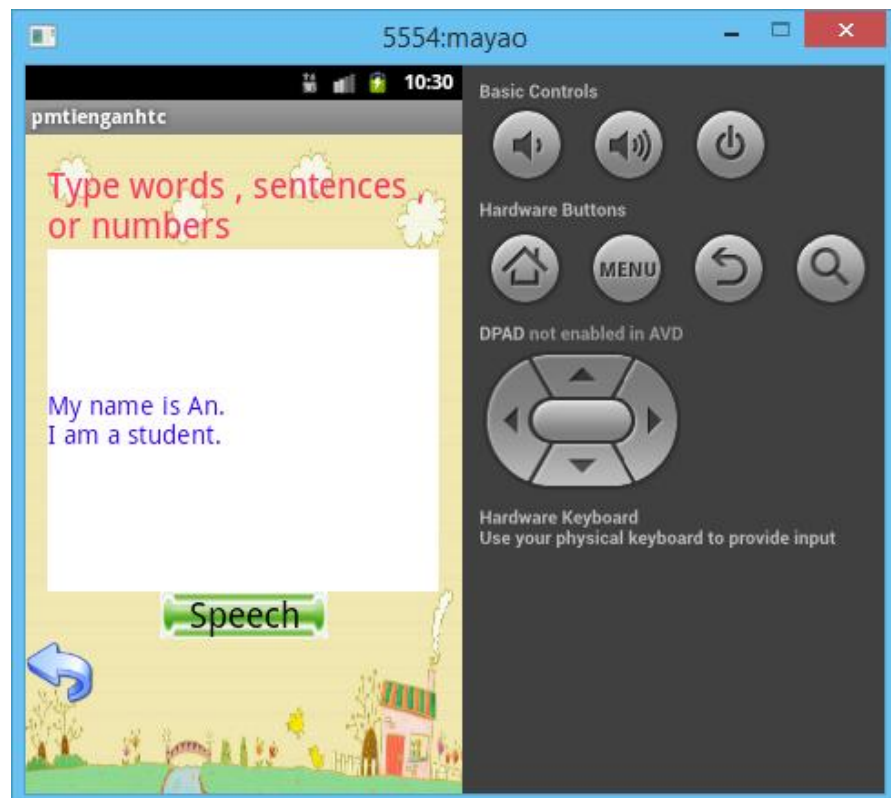 5554:mayao
10:30
pmtienganhtc
Type words , sentences ,
or numbers
My name is An.
I am a student.
Speech
Basic Controls
Hardware Buttons
MENU
DPAD not enabled in AVD
Hardware Keyboard
Use your physical keyboard to provide input